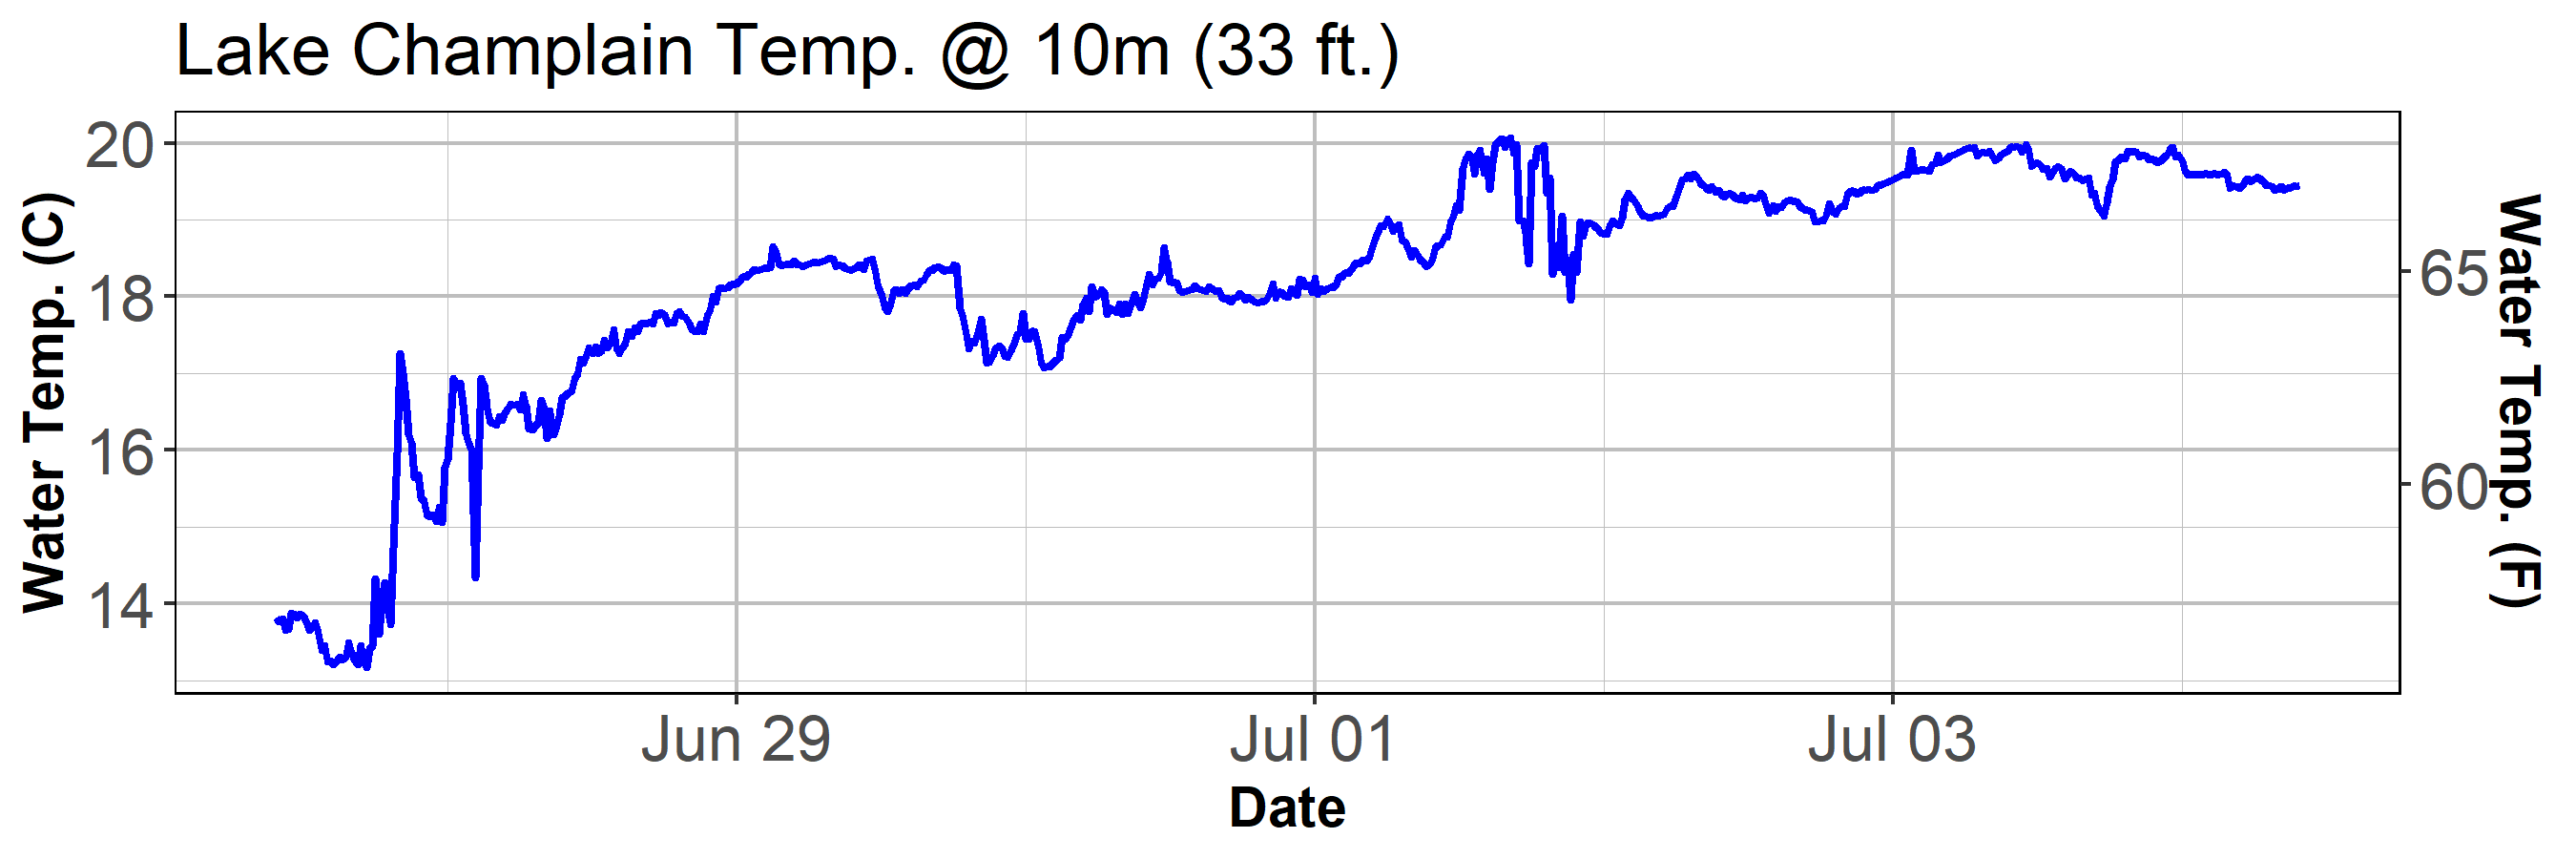 Lake Champlain Temp. @ 10m (33 ft.)
Water Temp. (C)
20
18
16
14
65
60
Water Temp. (F)
Jun 29
Jul 01
Jul 03
Date